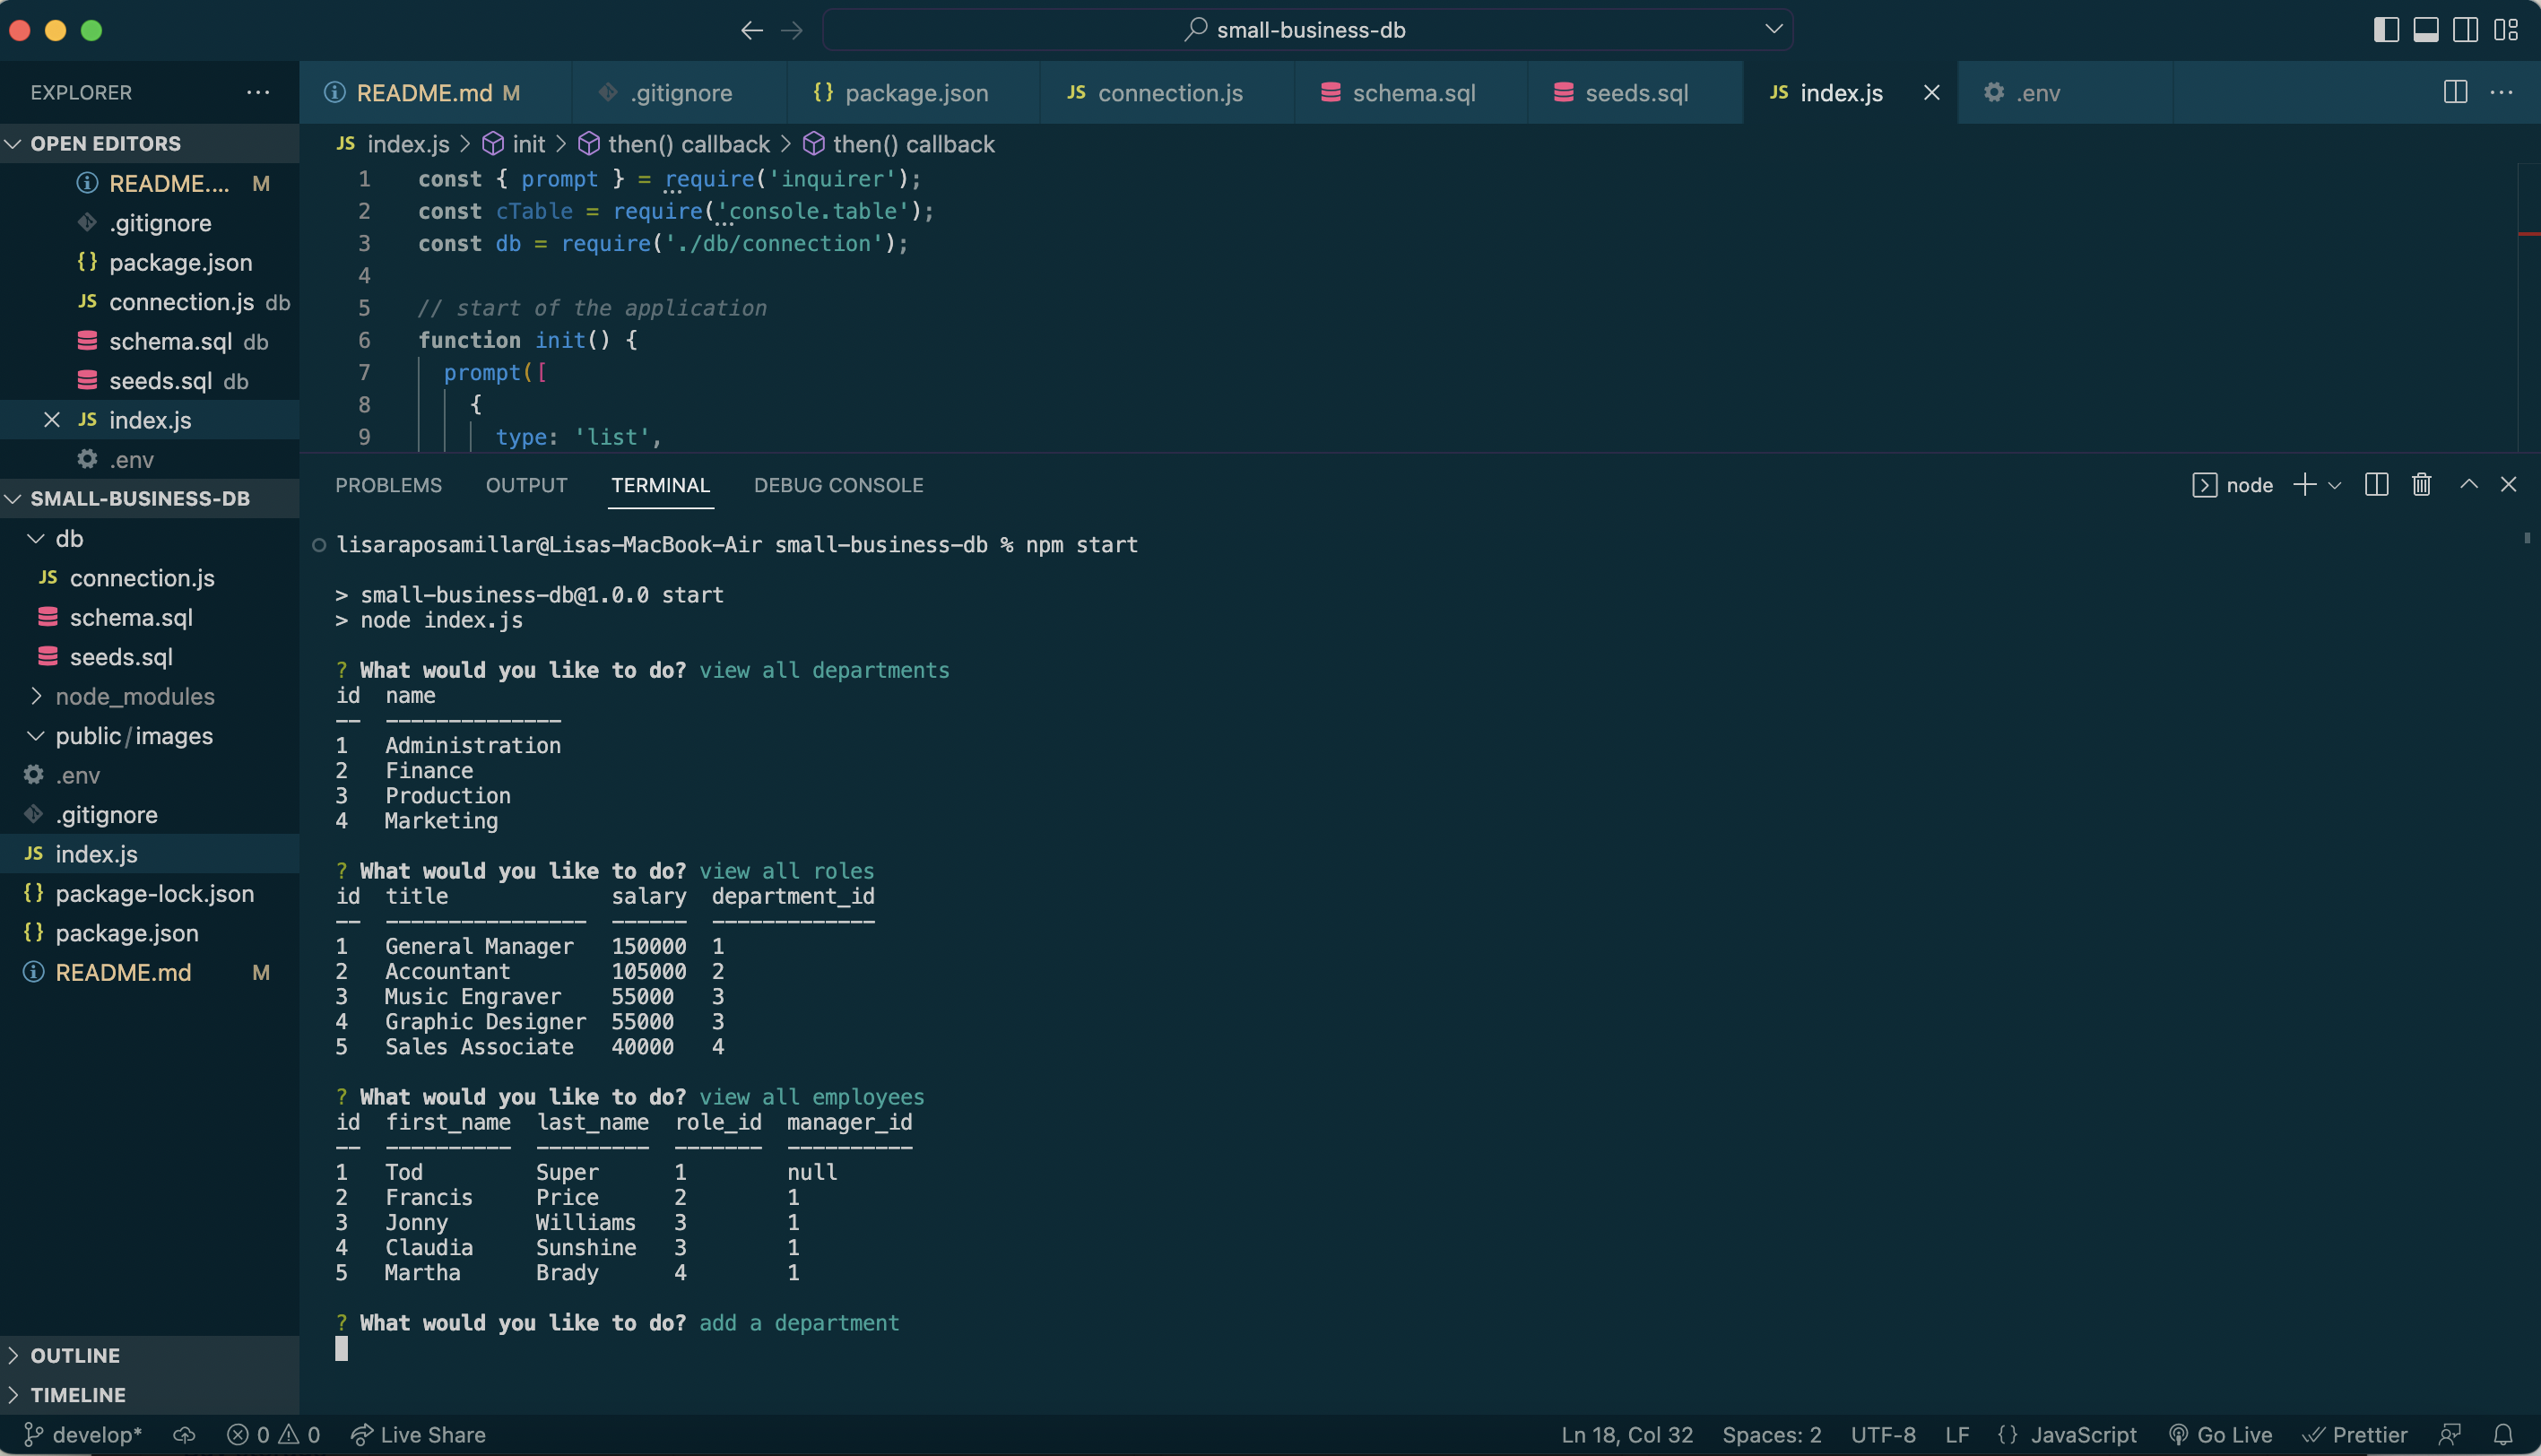 small-business-db
EXPLORER
OPEN EDITORS
README.... M
.gitignore
{} package.json
JS connection.js db
schema.sql db
seeds.sql db
JS index.js
.env
SMALL-BUSINESS-DB
db
JS connection.js
schema.sql
seeds.sql
node_modules
public/images
.env
.gitignore
JS index.js
{} package-lock.json
{} package.json
README.md M
OUTLINE
TIMELINE
README.md M .gitignore {} package.json JS connection.js schema.sql seeds.sql JS index.js .env
JS index.js > init > then() callback > then() callback
1 const { prompt } = require('inquirer');
2 const cTable = require('console.table');
3 const db = require('./db/connection');
4
5 // start of the application
6 function init() {
7 prompt([
8 {
9 type: 'list',
PROBLEMS OUTPUT TERMINAL DEBUG CONSOLE node
lisaraposamillar@Lisas-MacBook-Air small-business-db % npm start
> small-business-db@1.0.0 start
> node index.js
? What would you like to do? view all departments
id name
-- --------------
1 Administration
2 Finance
3 Production
4 Marketing
? What would you like to do? view all roles
id title salary department_id
-- ---------------- ------ -------------
1 General Manager 150000 1
2 Accountant 105000 2
3 Music Engraver 55000 3
4 Graphic Designer 55000 3
5 Sales Associate 40000 4
? What would you like to do? view all employees
id first_name last_name role_id manager_id
-- ---------- --------- ------- ----------
1 Tod Super 1 null
2 Francis Price 2 1
3 Jonny Williams 3 1
4 Claudia Sunshine 3 1
5 Martha Brady 4 1
? What would you like to do? add a department
develop* 0 0 Live Share Ln 18, Col 32 Spaces: 2 UTF-8 LF {} JavaScript Go Live Prettier